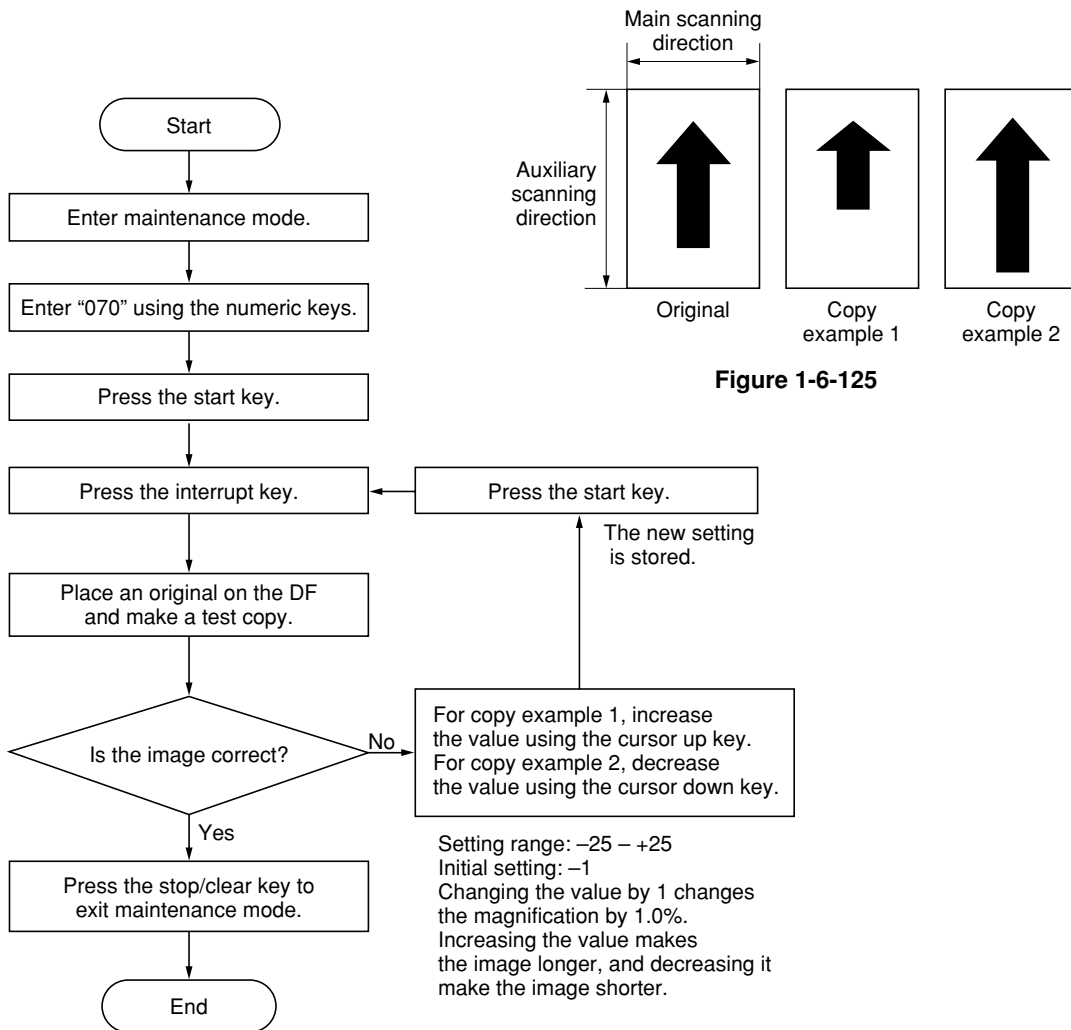 Main scanning
direction
Auxiliary
scanning
direction
Original
Copy
example 1
Copy
example 2
Figure 1-6-125
Start
Enter maintenance mode.
Enter “070” using the numeric keys.
Press the start key.
Press the interrupt key.
Press the start key.
The new setting
is stored.
Place an original on the DF
and make a test copy.
Is the image correct?
No
For copy example 1, increase
the value using the cursor up key.
For copy example 2, decrease
the value using the cursor down key.
Yes
Setting range: –25 – +25
Initial setting: –1
Changing the value by 1 changes
the magnification by 1.0%.
Increasing the value makes
the image longer, and decreasing it
make the image shorter.
Press the stop/clear key to
exit maintenance mode.
End